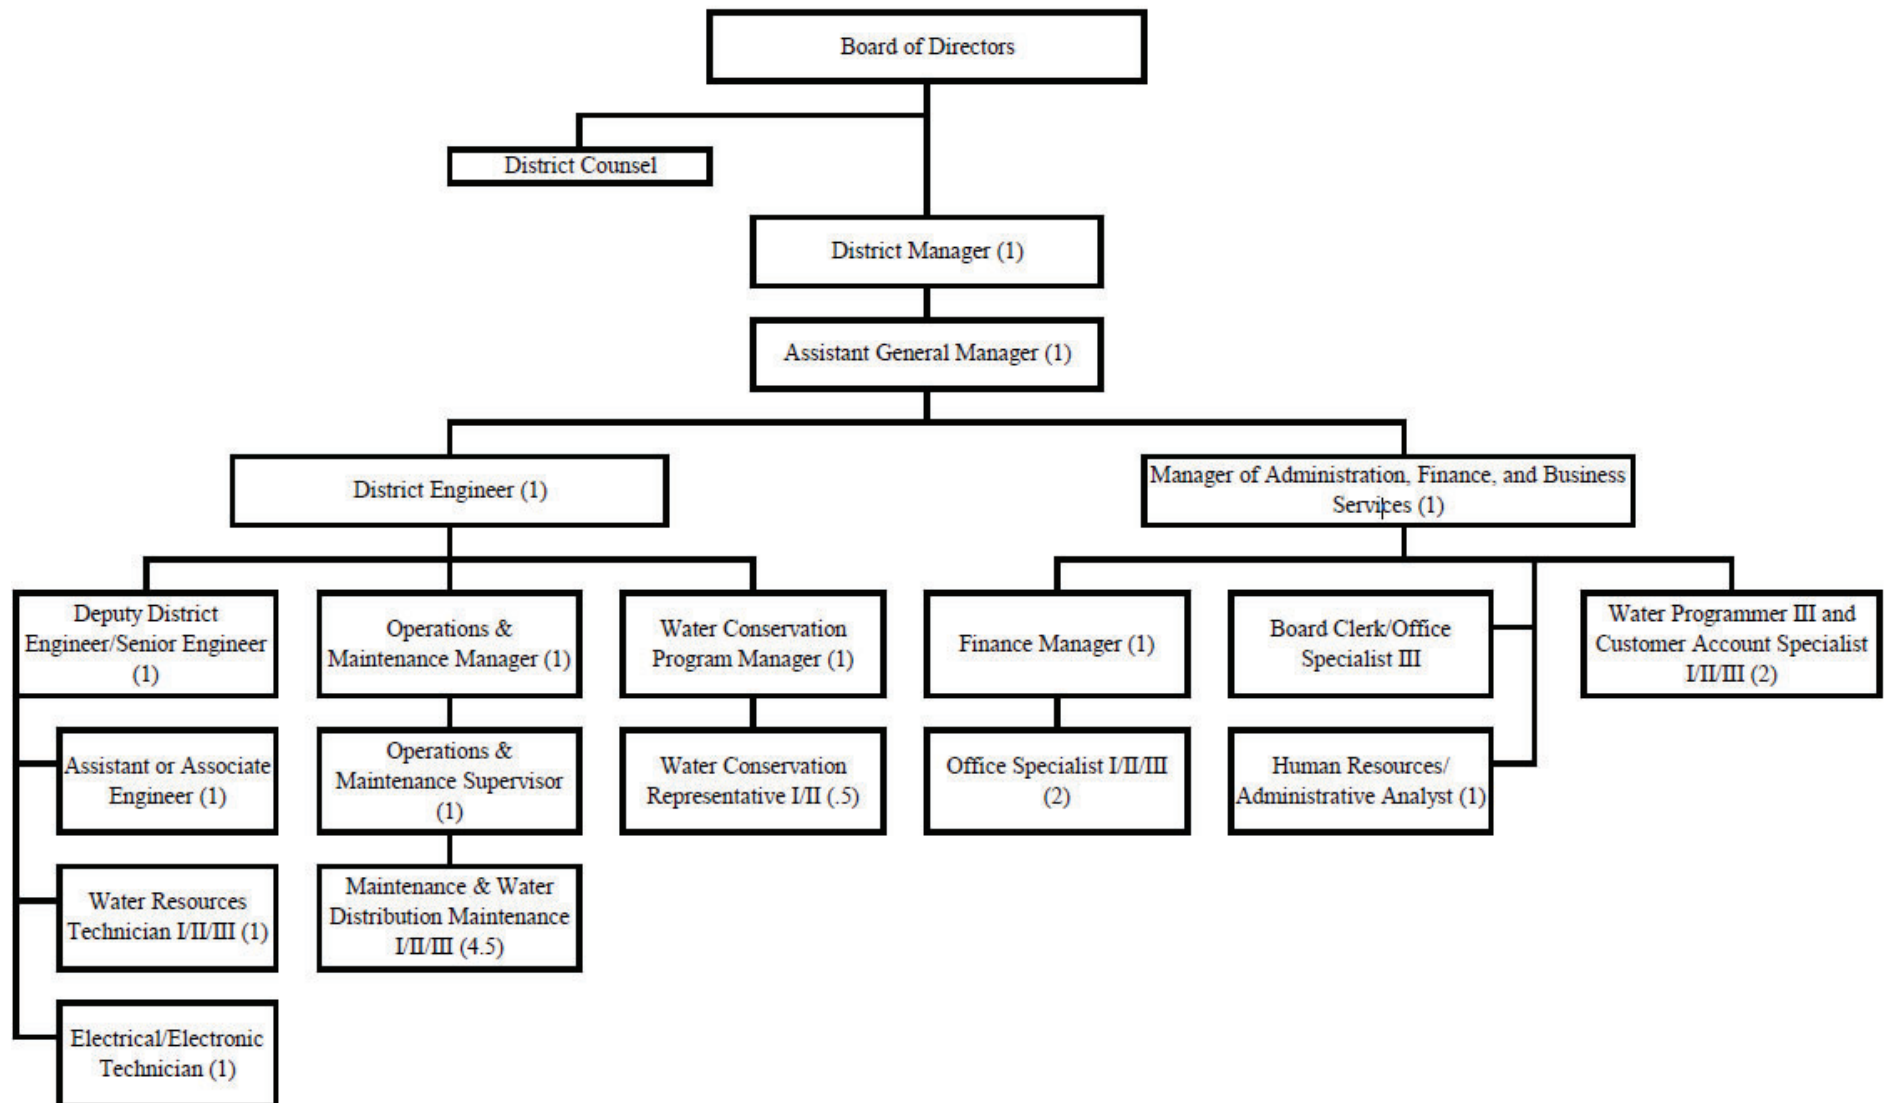 Board of Directors
District Counsel
District Manager (1)
Assistant General Manager (1)
District Engineer (1)
Manager of Administration, Finance, and Business
Services (1)
Deputy District
Engineer/Senior Engineer
(1)
Operations &
Maintenance Manager (1)
Water Conservation
Program Manager (1)
Finance Manager (1)
Board Clerk/Office
Specialist III
Water Programmer III and
Customer Account Specialist
I/II/III (2)
Assistant or Associate
Engineer (1)
Operations &
Maintenance Supervisor
(1)
Water Conservation
Representative I/II (.5)
Office Specialist I/II/III
(2)
Human Resources/
Administrative Analyst (1)
Water Resources
Technician I/II/III (1)
Maintenance & Water
Distribution Maintenance
I/II/III (4.5)
Electrical/Electronic
Technician (1)